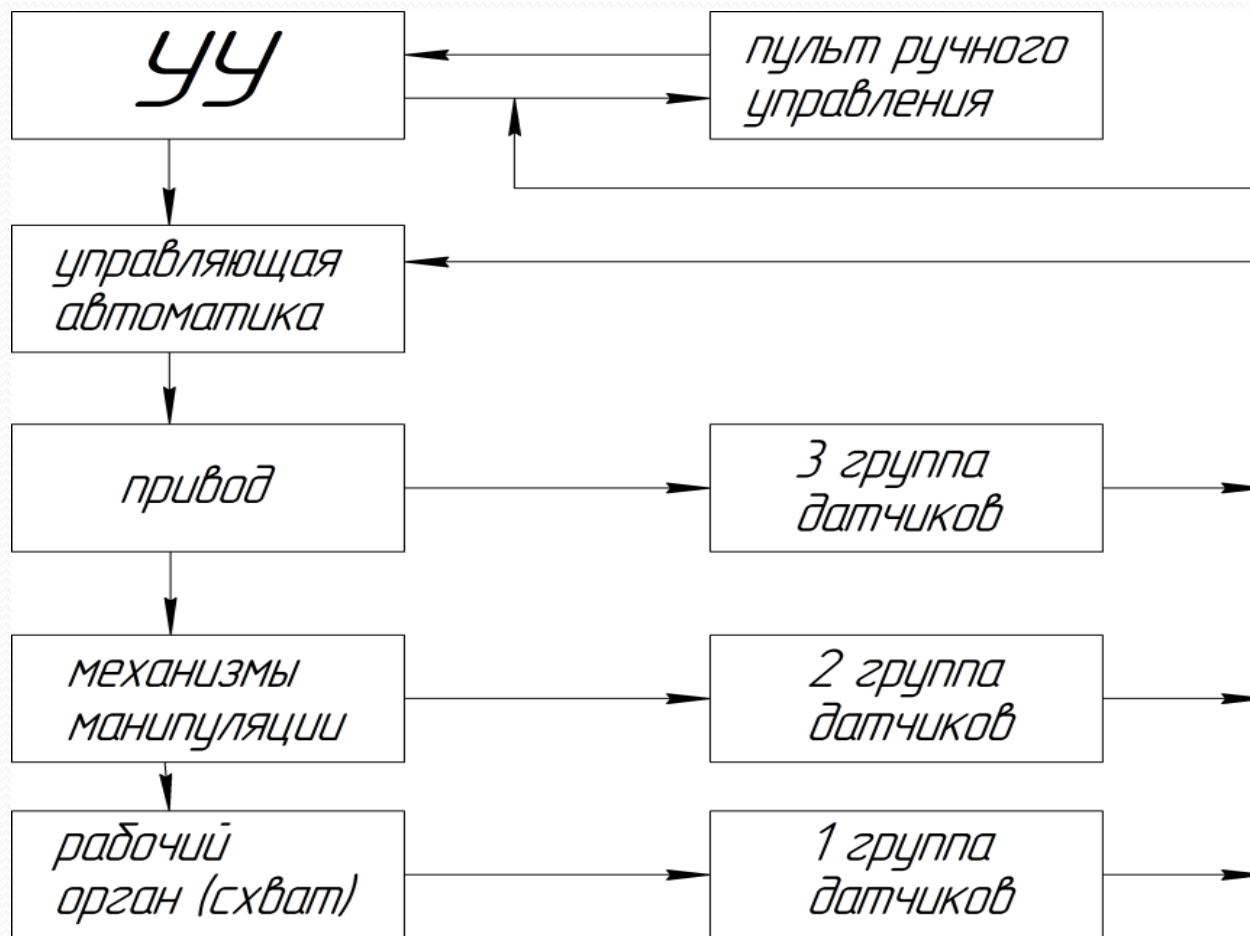 УУ
пульт ручного
управления
управляющая
автоматика
привод
3 группа
датчиков
механизмы
манипуляции
2 группа
датчиков
рабочий
орган (схват)
1 группа
датчиков